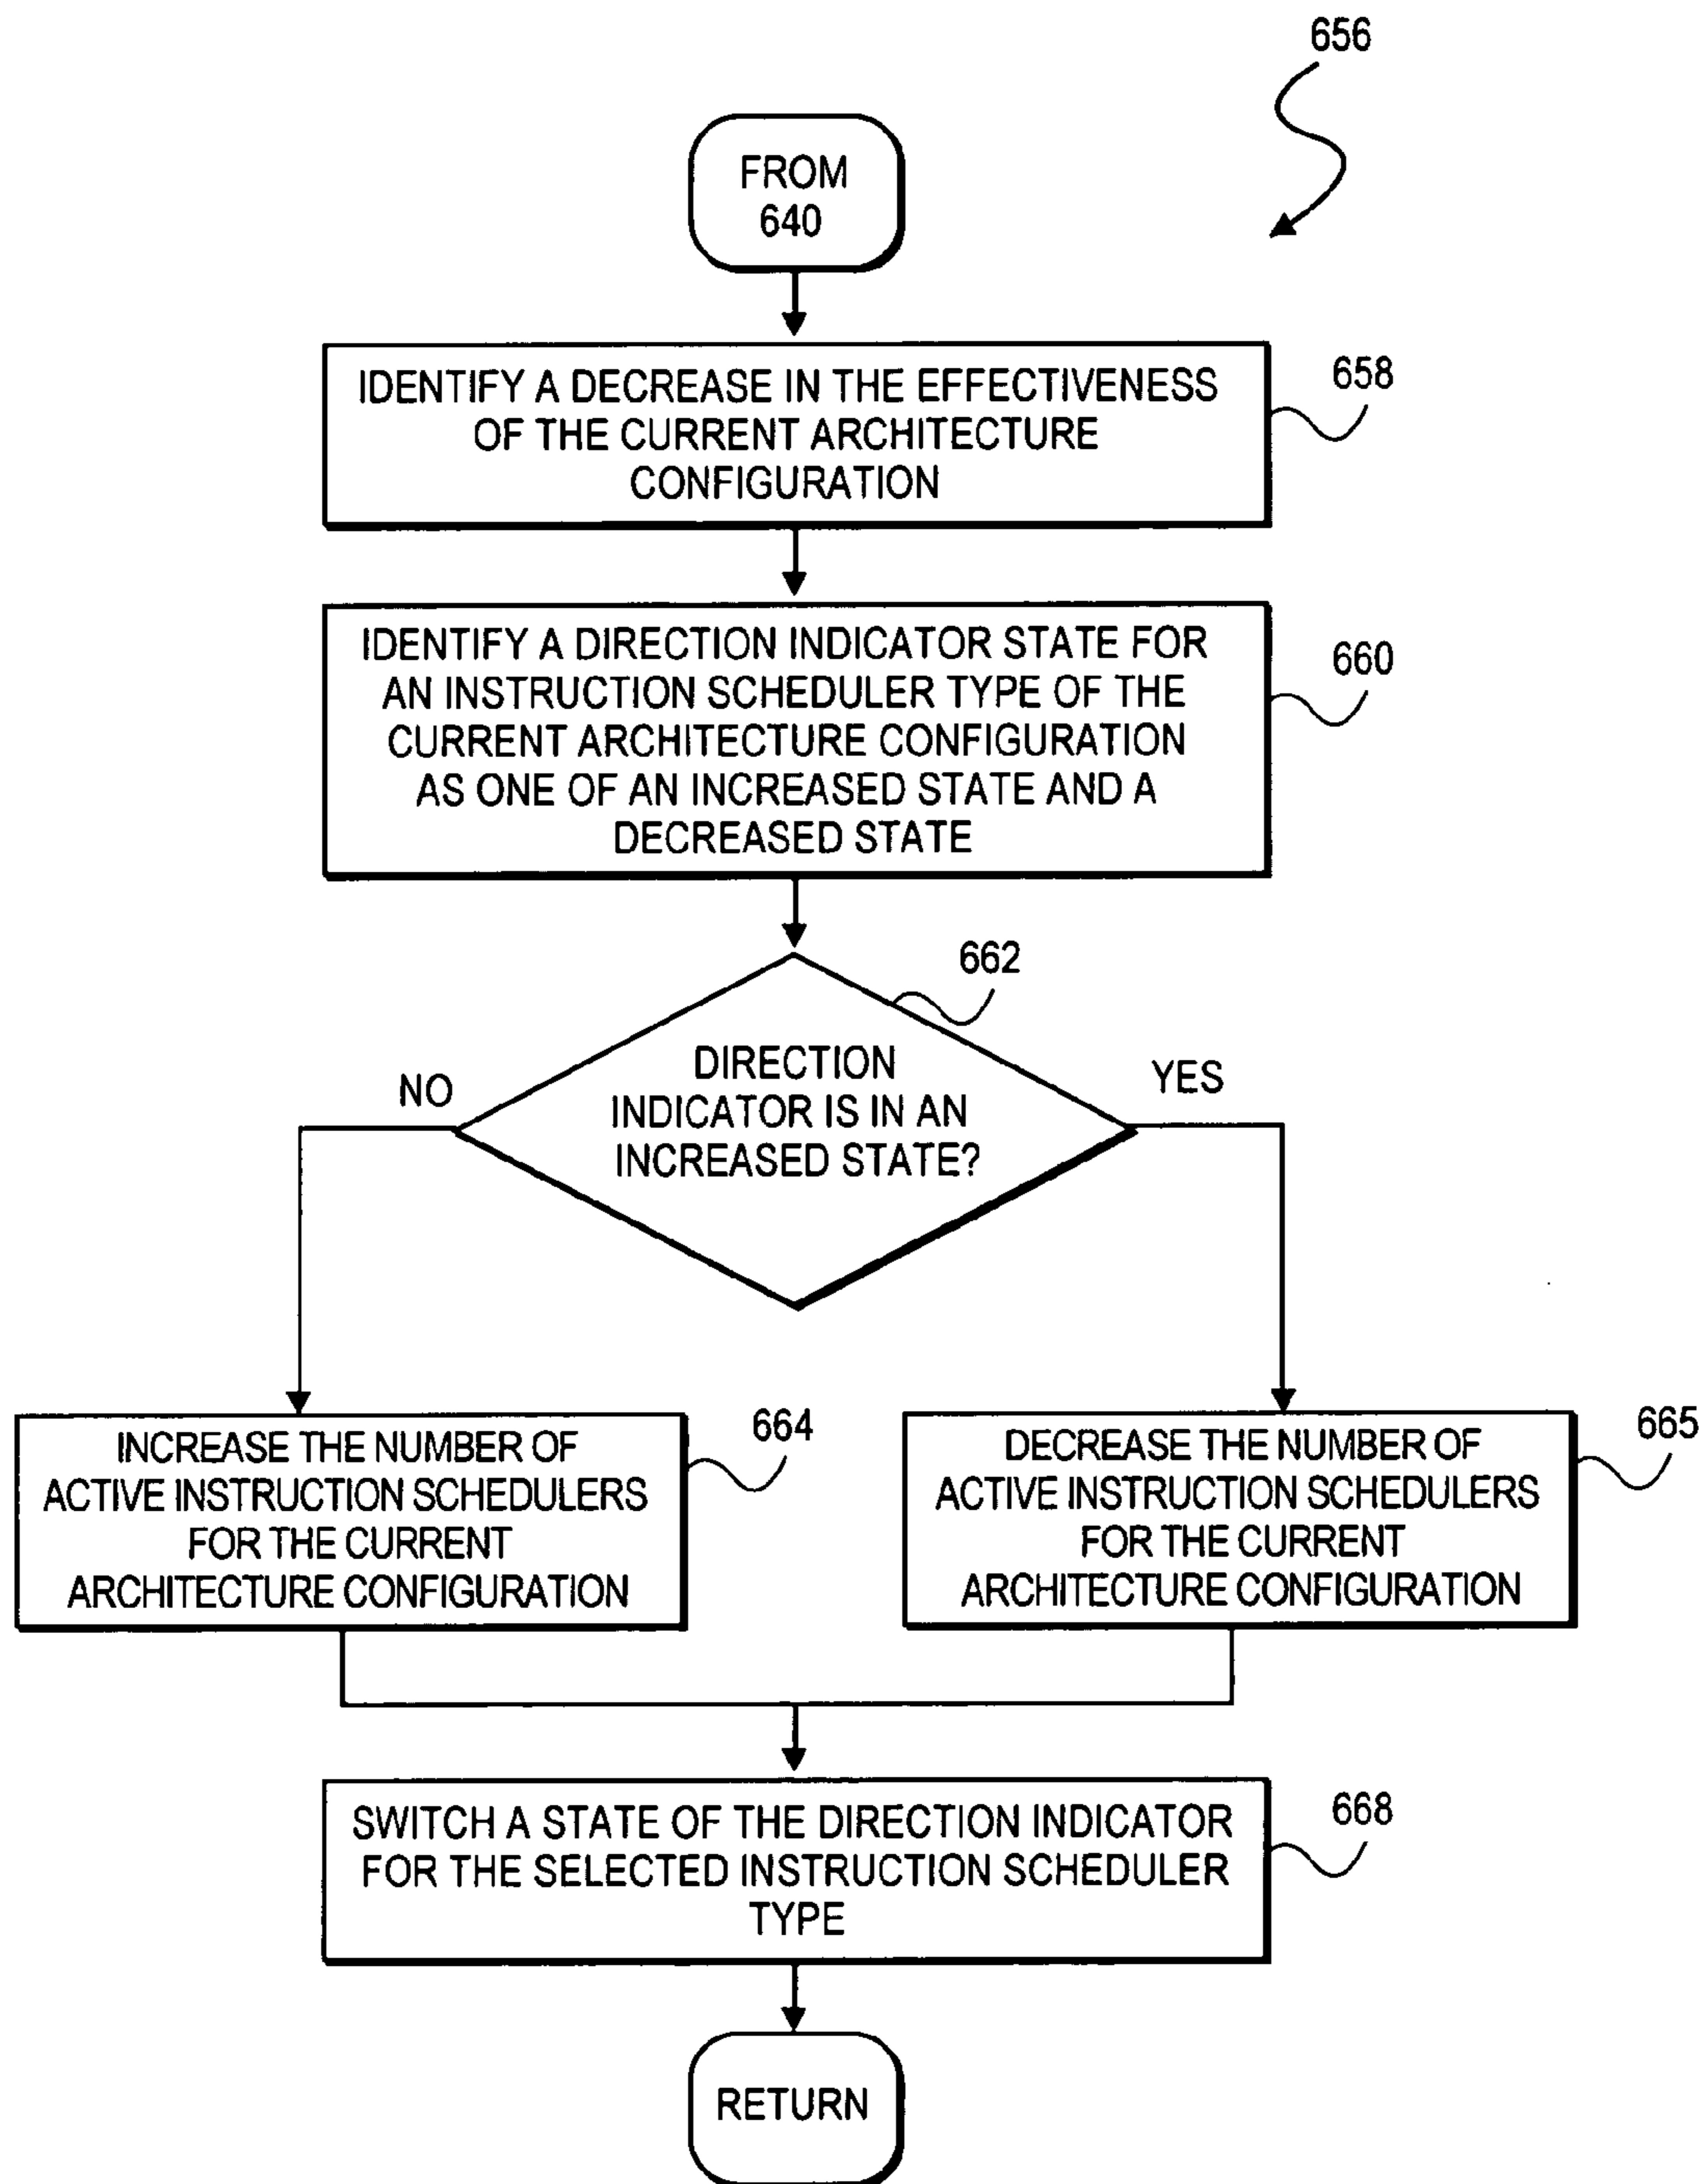 656
FROM
640
IDENTIFY A DECREASE IN THE EFFECTIVENESS
OF THE CURRENT ARCHITECTURE
CONFIGURATION
658
IDENTIFY A DIRECTION INDICATOR STATE FOR
AN INSTRUCTION SCHEDULER TYPE OF THE
CURRENT ARCHITECTURE CONFIGURATION
AS ONE OF AN INCREASED STATE AND A
DECREASED STATE
660
662
DIRECTION
INDICATOR IS IN AN
INCREASED STATE?
NO
YES
INCREASE THE NUMBER OF
ACTIVE INSTRUCTION SCHEDULERS
FOR THE CURRENT
ARCHITECTURE CONFIGURATION
664
DECREASE THE NUMBER OF
ACTIVE INSTRUCTION SCHEDULERS
FOR THE CURRENT
ARCHITECTURE CONFIGURATION
665
SWITCH A STATE OF THE DIRECTION INDICATOR
FOR THE SELECTED INSTRUCTION SCHEDULER
TYPE
668
RETURN